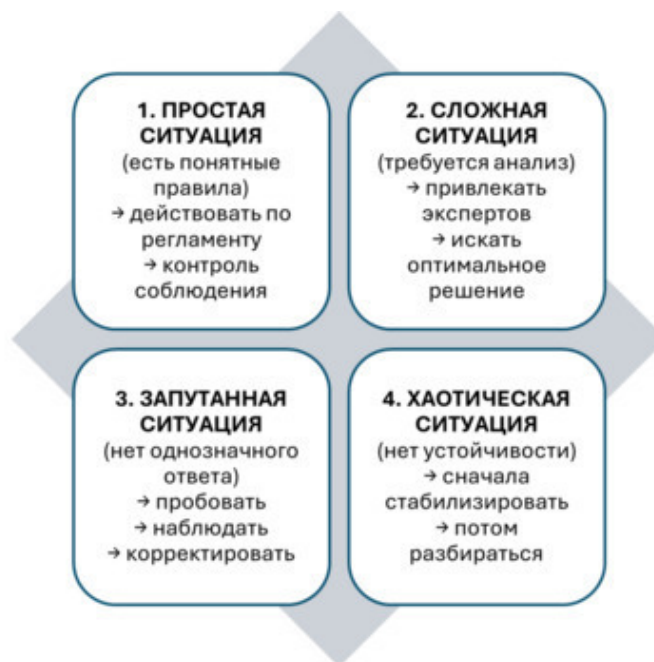 1. ПРОСТАЯ
СИТУАЦИЯ
(есть понятные
правила)
→ действовать по
регламенту
→ контроль
соблюдения
2. СЛОЖНАЯ
СИТУАЦИЯ
(требуется анализ)
→ привлекать
экспертов
→ искать
оптимальное
решение
3. ЗАПУТАННАЯ
СИТУАЦИЯ
(нет однозначного
ответа)
→ пробовать
→ наблюдать
→ корректировать
4. ХАОТИЧЕСКАЯ
СИТУАЦИЯ
(нет устойчивости)
→ сначала
стабилизировать
→ потом
разбираться